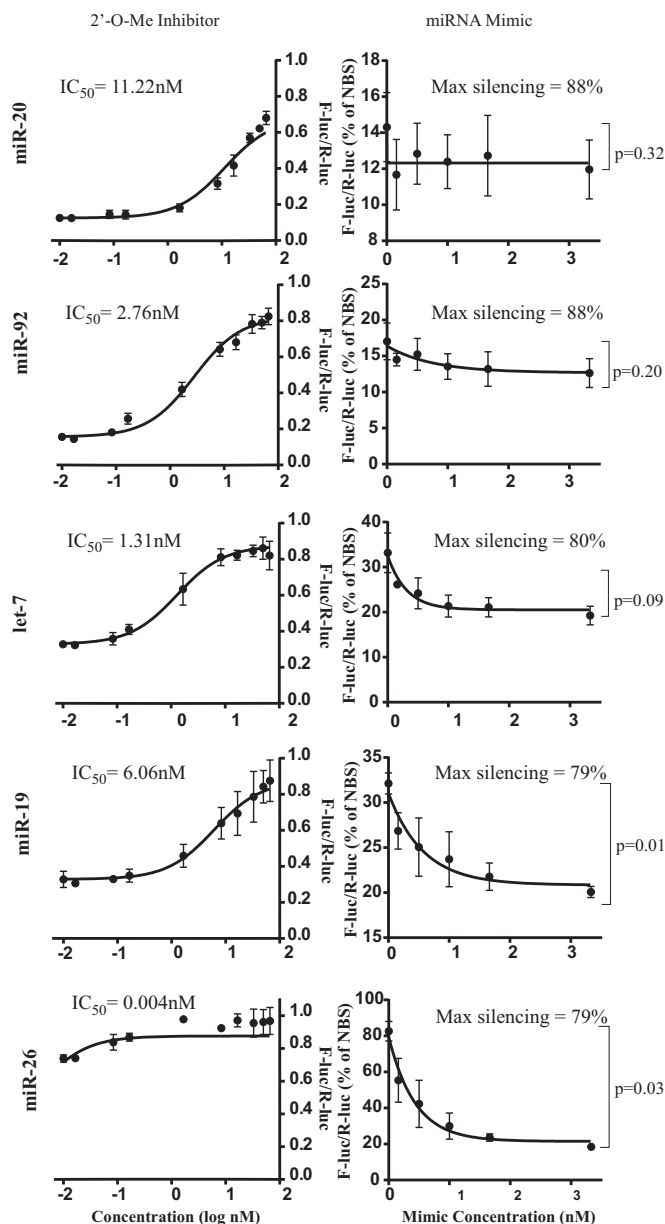 2’-O-Me Inhibitor
miRNA Mimic
miR-20
IC50= 11.22nM
1.0
0.8
0.6
0.4
0.2
0.0
-2 -1 0 1 2
F-luc/R-luc
F-luc/R-luc (% of NBS)
18
16
14
12
10
8
0 1 2 3
Max silencing = 88%
p=0.32
miR-92
IC50= 2.76nM
1.0
0.8
0.6
0.4
0.2
0.0
-2 -1 0 1 2
F-luc/R-luc
F-luc/R-luc (% of NBS)
25
20
15
10
5
0
0 1 2 3
Max silencing = 88%
p=0.20
let-7
IC50= 1.31nM
1.0
0.8
0.6
0.4
0.2
0.0
-2 -1 0 1 2
F-luc/R-luc
F-luc/R-luc (% of NBS)
40
30
20
10
0
0 1 2 3
Max silencing = 80%
p=0.09
miR-19
IC50= 6.06nM
1.0
0.8
0.6
0.4
0.2
0.0
-2 -1 0 1 2
F-luc/R-luc
F-luc/R-luc (% of NBS)
35
30
25
20
15
0 1 2 3
Max silencing = 79%
p=0.01
miR-26
IC50= 0.004nM
1.0
0.8
0.6
0.4
0.2
0.0
-2 -1 0 1 2
F-luc/R-luc
F-luc/R-luc (% of NBS)
100
80
60
40
20
0
0 1 2 3
Max silencing = 79%
p=0.03
Concentration (log nM)
Mimic Concentration (nM)